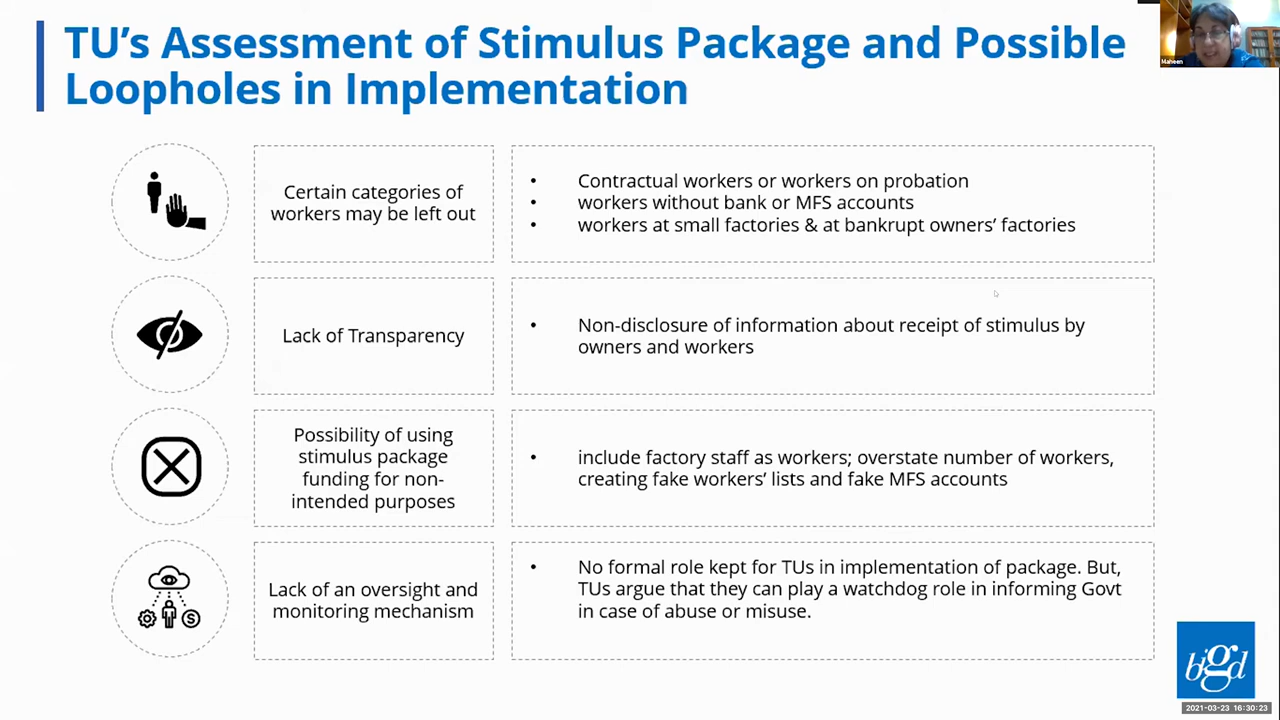 TU's Assessment of Stimulus Package and Possible
Loopholes in Implementation
Maheen
Certain categories of
workers may be left out
• Contractual workers or workers on probation
• workers without bank or MFS accounts
• workers at small factories & at bankrupt owners' factories
Lack of Transparency
• Non-disclosure of information about receipt of stimulus by
owners and workers
Possibility of using
stimulus package
funding for non-
intended purposes
• include factory staff as workers; overstate number of workers,
creating fake workers' lists and fake MFS accounts
Lack of an oversight and
monitoring mechanism
• No formal role kept for TUs in implementation of package. But,
TUs argue that they can play a watchdog role in informing Govt
in case of abuse or misuse.
bigd
2021-03-23 16:30:23